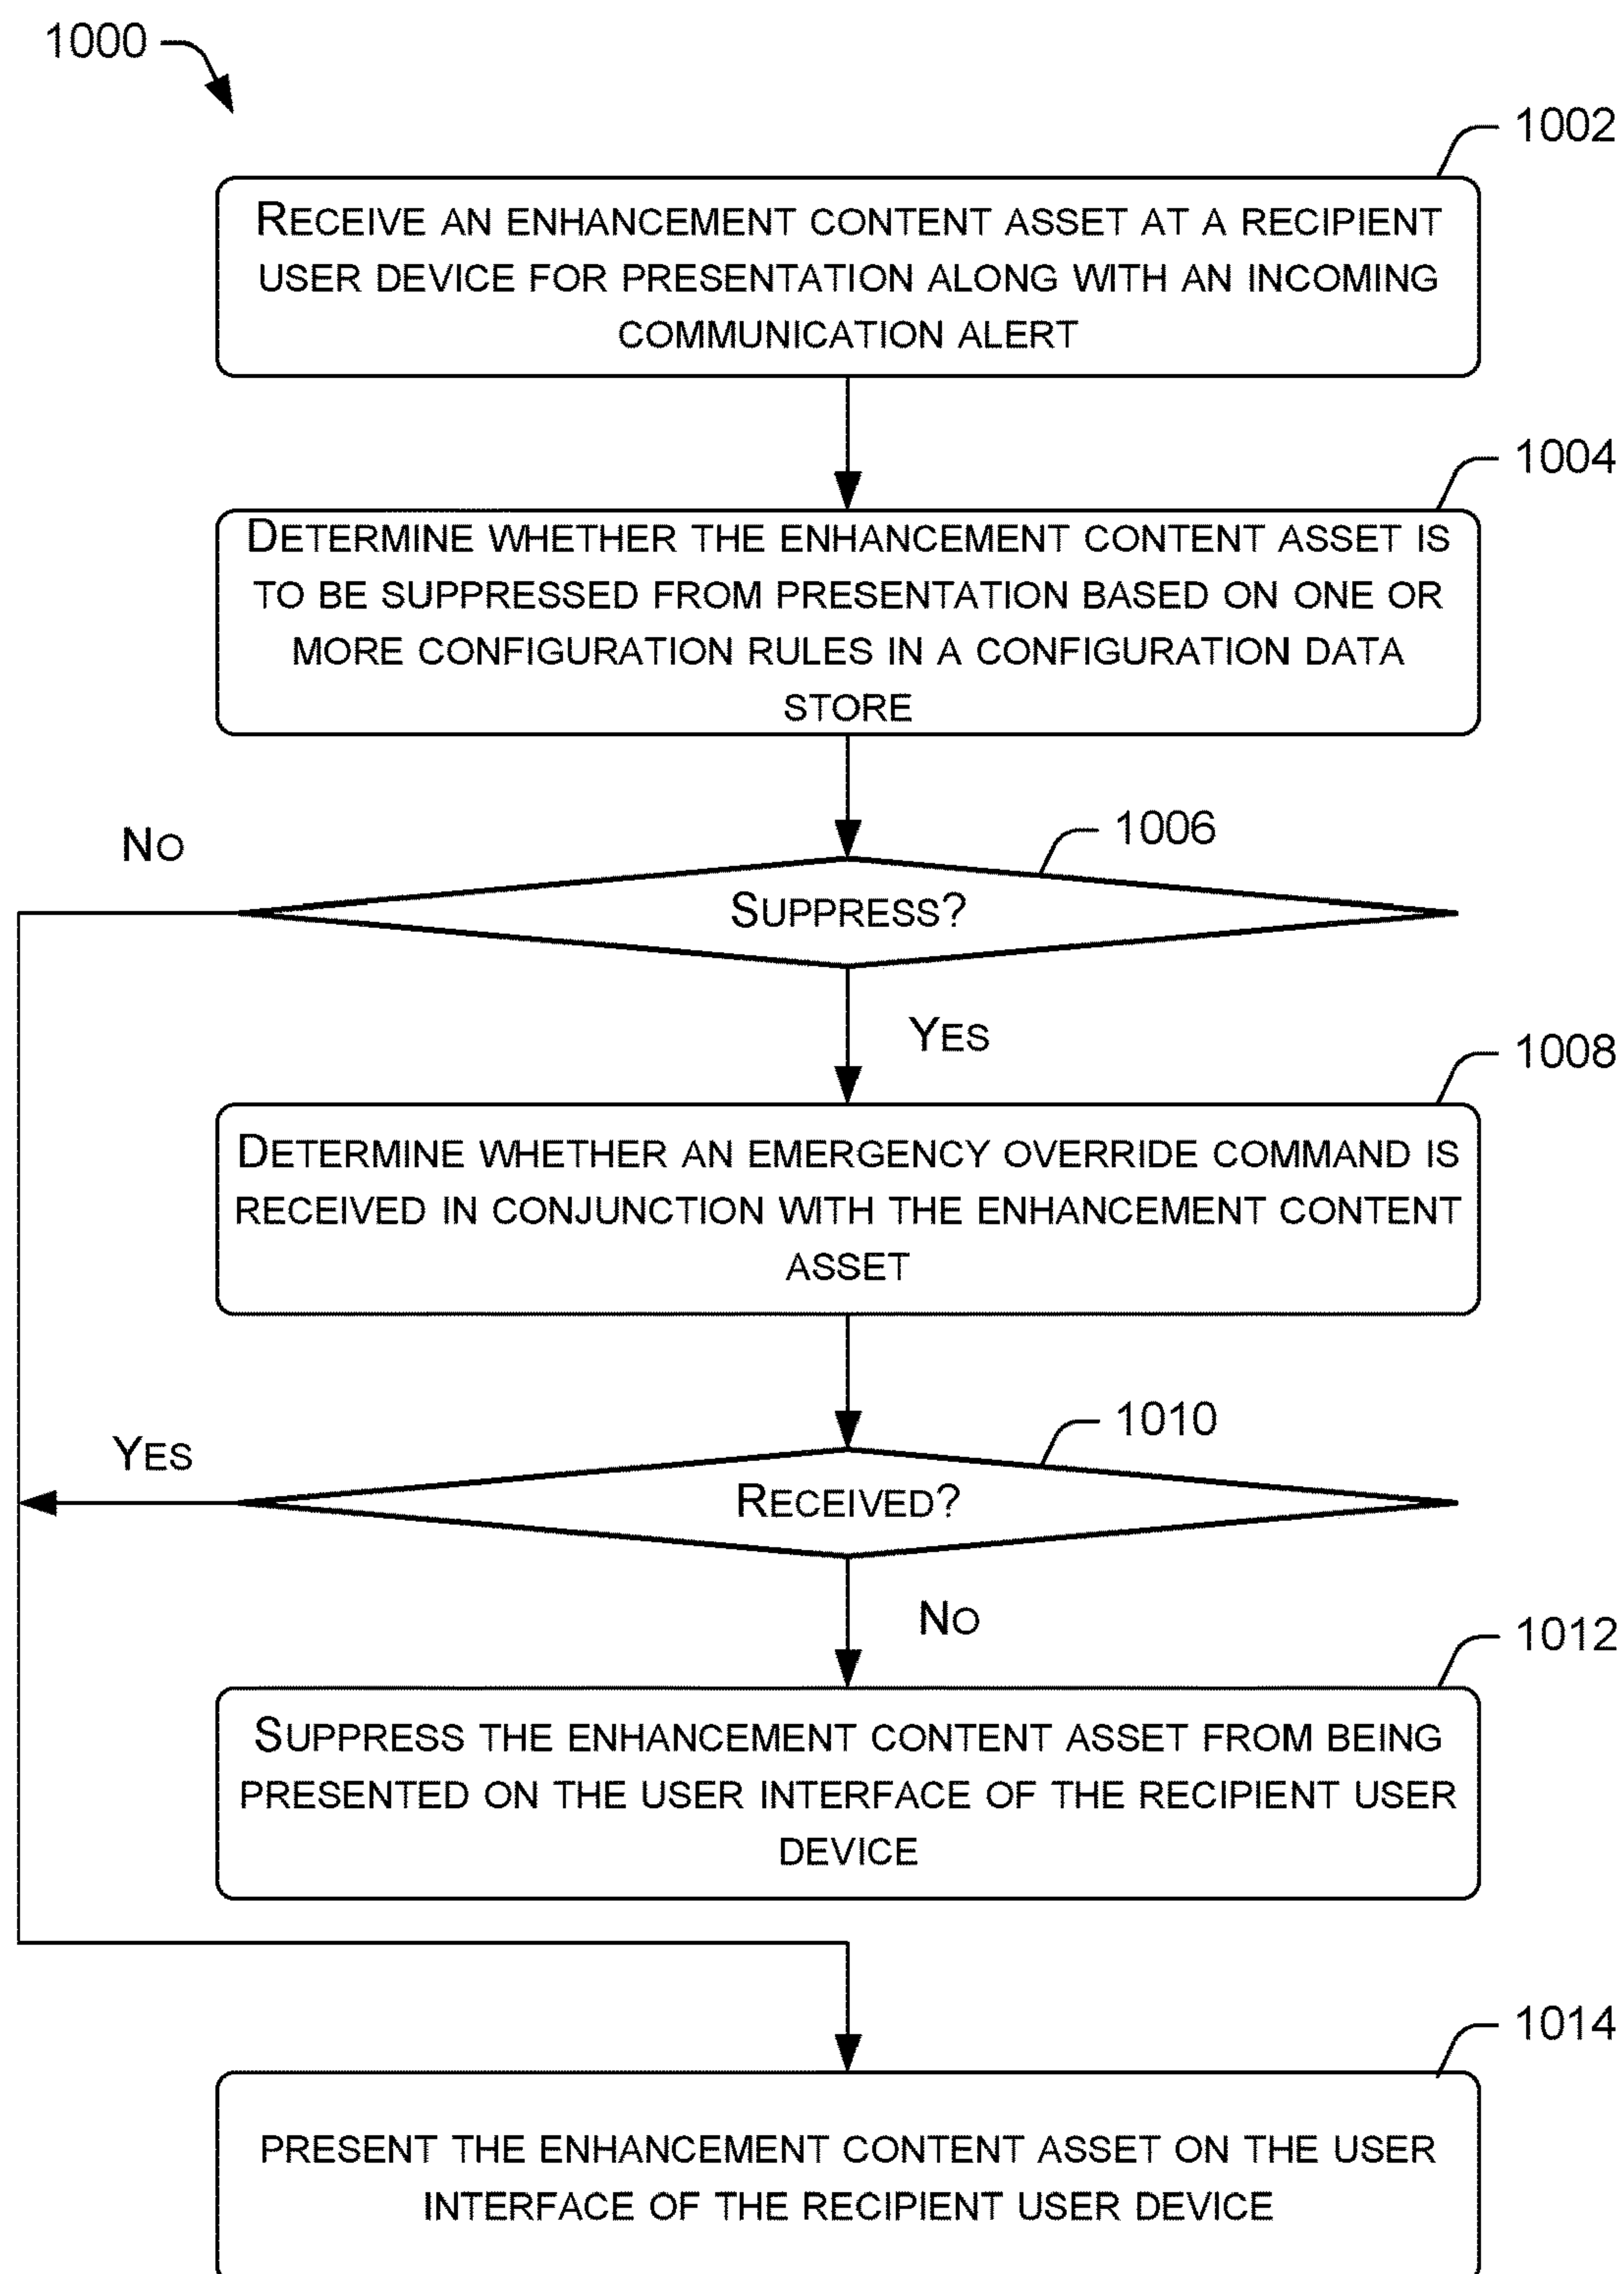 1000
1002
RECEIVE AN ENHANCEMENT CONTENT ASSET AT A RECIPIENT
USER DEVICE FOR PRESENTATION ALONG WITH AN INCOMING
COMMUNICATION ALERT
1004
DETERMINE WHETHER THE ENHANCEMENT CONTENT ASSET IS
TO BE SUPPRESSED FROM PRESENTATION BASED ON ONE OR
MORE CONFIGURATION RULES IN A CONFIGURATION DATA
STORE
1006
NO
SUPPRESS?
YES
1008
DETERMINE WHETHER AN EMERGENCY OVERRIDE COMMAND IS
RECEIVED IN CONJUNCTION WITH THE ENHANCEMENT CONTENT
ASSET
1010
YES
RECEIVED?
NO
1012
SUPPRESS THE ENHANCEMENT CONTENT ASSET FROM BEING
PRESENTED ON THE USER INTERFACE OF THE RECIPIENT USER
DEVICE
1014
PRESENT THE ENHANCEMENT CONTENT ASSET ON THE USER
INTERFACE OF THE RECIPIENT USER DEVICE